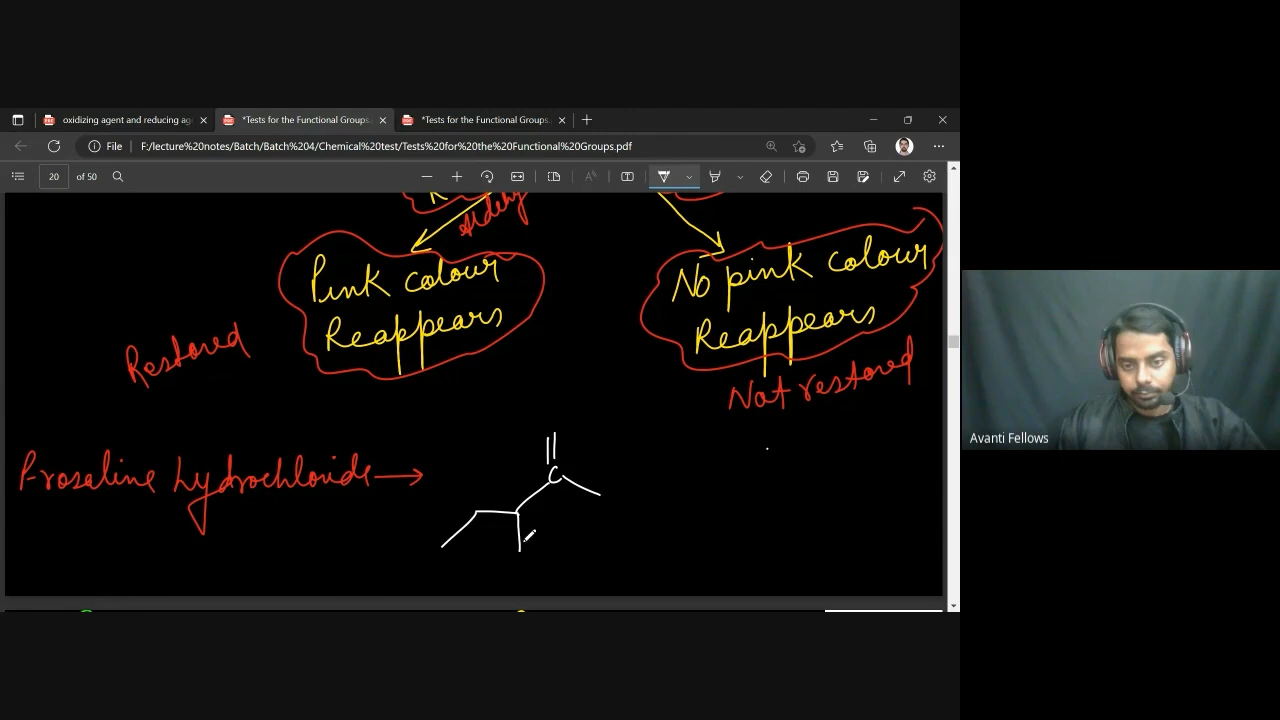 oxidizing agent and reducing ag
*Tests for the Functional Groups.
*Tests for the Functional Groups.
File
F:/lecture%20notes/Batch/Batch%204/Chemical%20test/Tests%20for%20the%20Functional%20Groups.pdf
20 of 50
Aldehy
Pink colour
Reappears
No pink colour
Reappears
Restored
Not restored
P-rosaline hydrochloride
C
Avanti Fellows